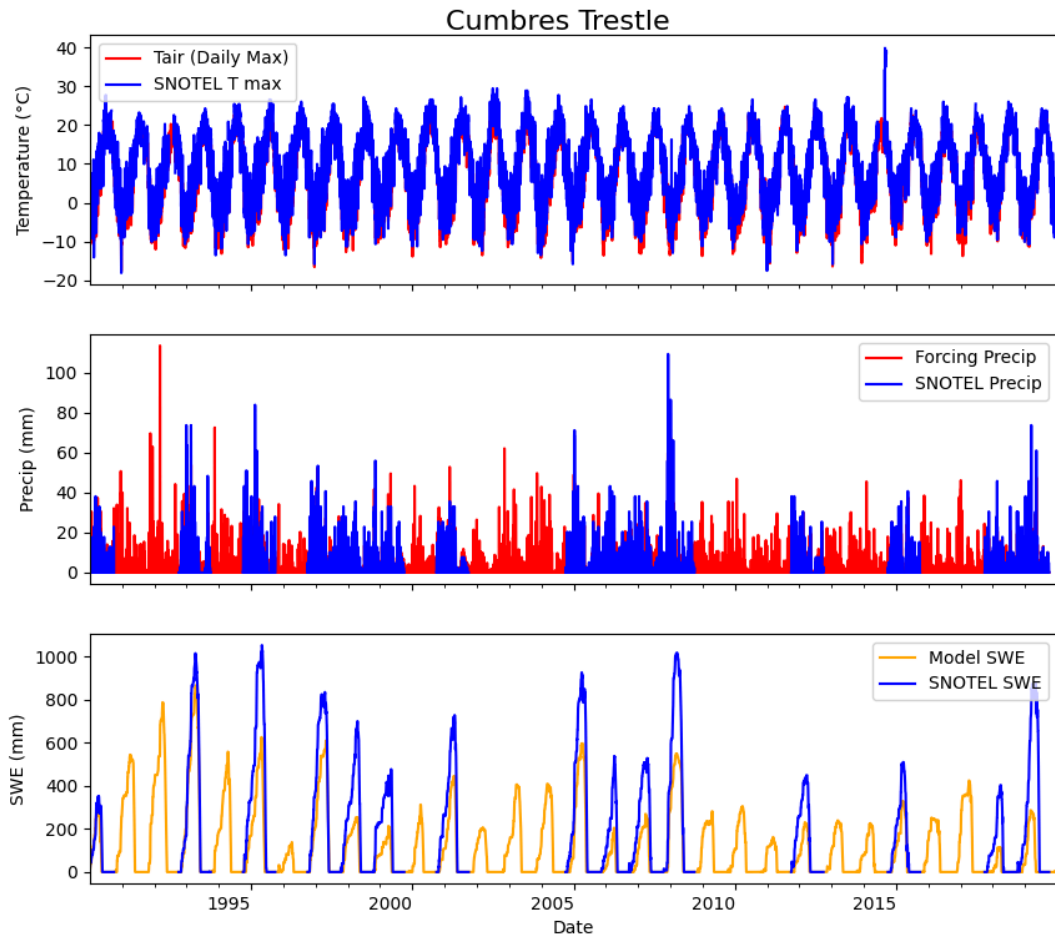 Cumbres Trestle
40
30
20
10
0
−10
−20
Temperature (°C)
Tair (Daily Max)
SNOTEL T max
100
80
60
40
20
0
Precip (mm)
Forcing Precip
SNOTEL Precip
1000
800
600
400
200
0
SWE (mm)
Model SWE
SNOTEL SWE
1995 2000 2005 2010 2015
Date